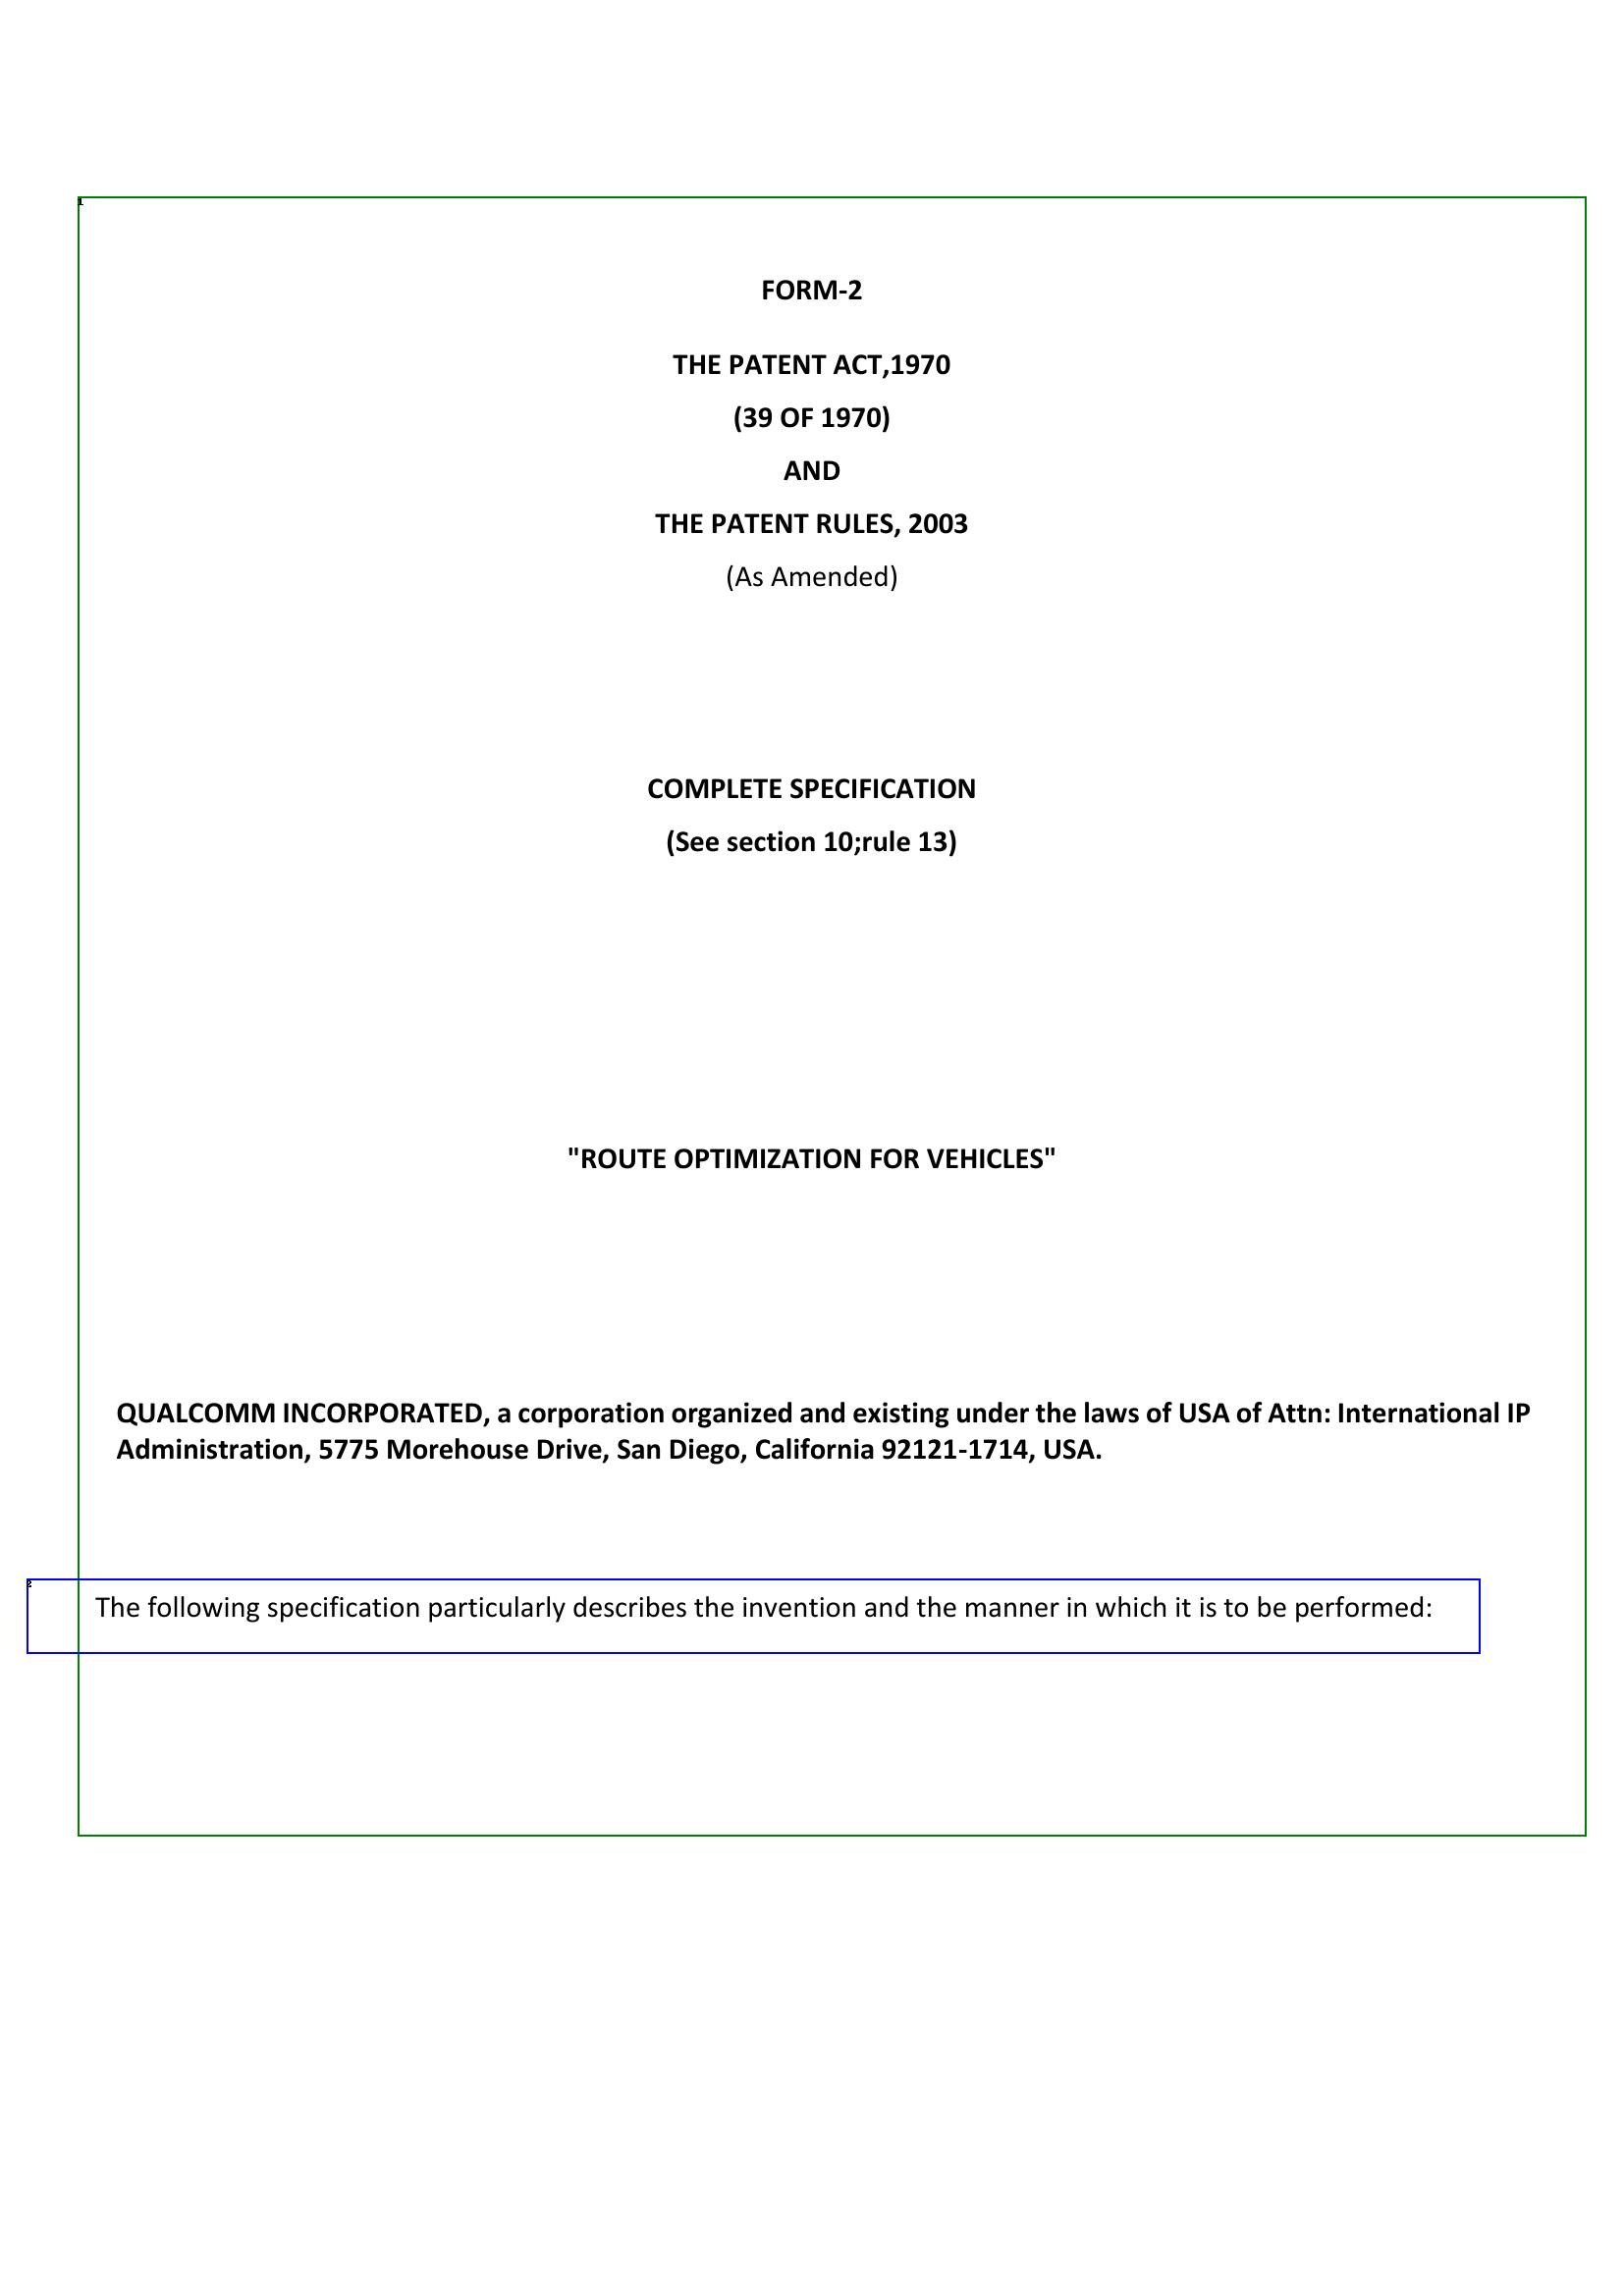 1
FORM-2
THE PATENT ACT,1970
(39 OF 1970)
AND
THE PATENT RULES, 2003
(As Amended)
COMPLETE SPECIFICATION
(See section 10;rule 13)
"ROUTE OPTIMIZATION FOR VEHICLES"
QUALCOMM INCORPORATED, a corporation organized and existing under the laws of USA of Attn: International IP
Administration, 5775 Morehouse Drive, San Diego, California 92121-1714, USA.
2
The following specification particularly describes the invention and the manner in which it is to be performed: